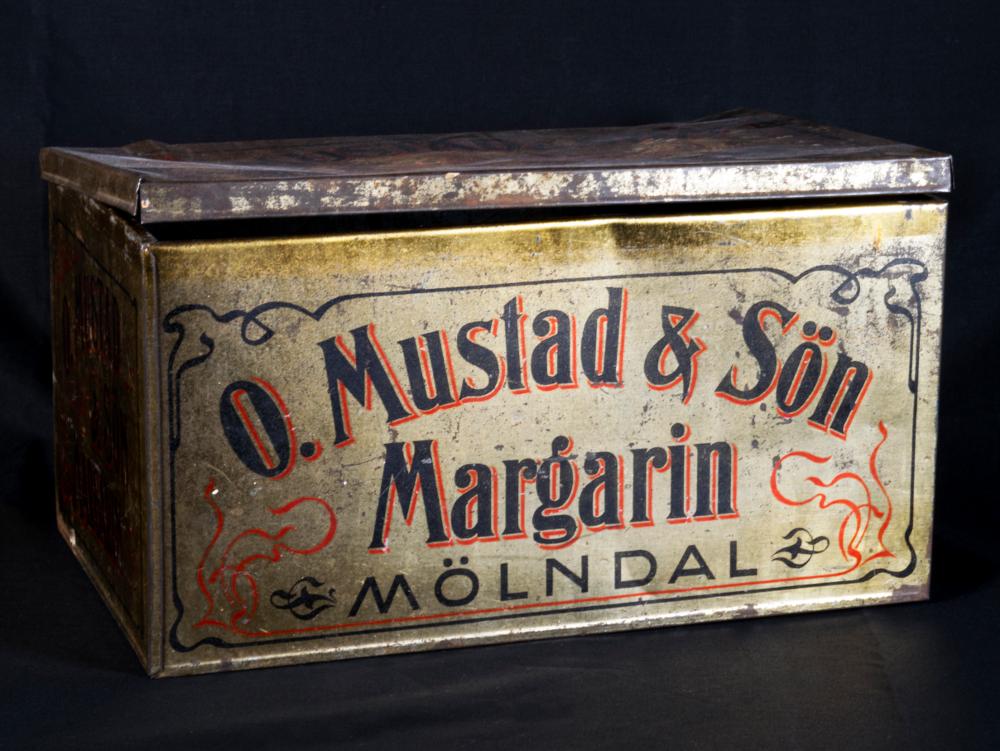 O. Mustad & Sön
Margarin
MÖLNDAL